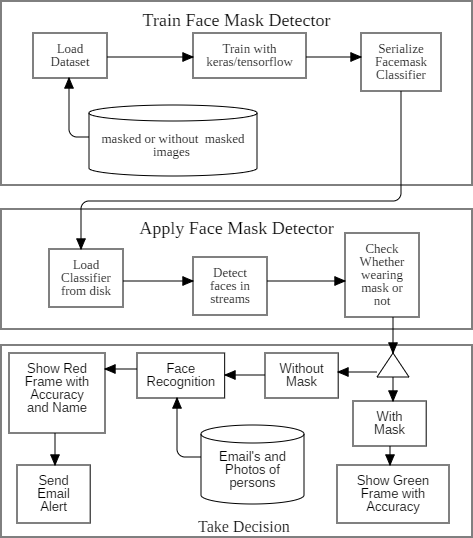 Train Face Mask Detector
Load
Dataset
Train with
keras/tensorflow
Serialize
Facemask
Classifier
masked or without masked
images
Apply Face Mask Detector
Load
Classifier
from disk
Detect
faces in
streams
Check
Whether
wearing
mask or
not
Show Red
Frame with
Accuracy
and Name
Face
Recognition
Without
Mask
With
Mask
Email's and
Photos of
persons
Send
Email
Alert
Show Green
Frame with
Accuracy
Take Decision